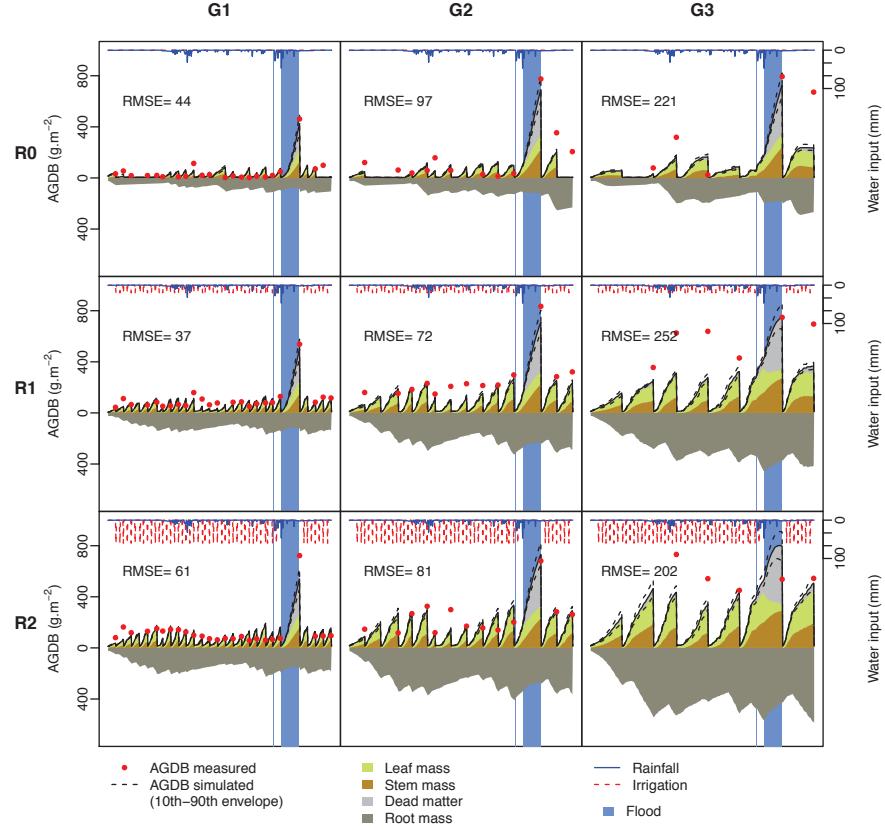 G1 G2 G3
R0
AGDB (g.m−2)
800
400
0
400
RMSE= 44
RMSE= 97
RMSE= 221
0
100
Water input (mm)
R1
AGDB (g.m−2)
800
400
0
400
RMSE= 37
RMSE= 72
RMSE= 252
0
100
Water input (mm)
R2
AGDB (g.m−2)
800
400
0
400
RMSE= 61
RMSE= 81
RMSE= 202
0
100
Water input (mm)
AGDB measured
AGDB simulated
(10th−90th envelope)
Leaf mass
Stem mass
Dead matter
Root mass
Rainfall
Irrigation
Flood